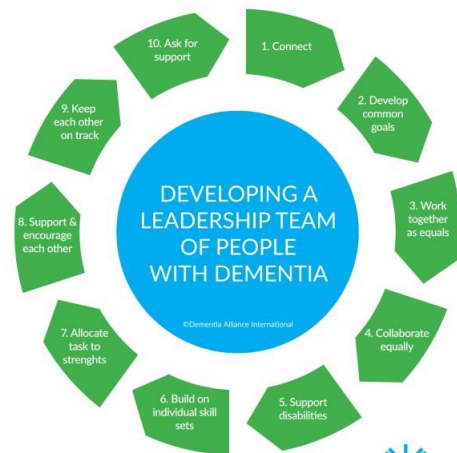 DEVELOPING A
LEADERSHIP TEAM
OF PEOPLE
WITH DEMENTIA
©Dementia Alliance International
1. Connect
2. Develop
common
goals
3. Work
together
as equals
4. Collaborate
equally
5. Support
disabilities
6. Build on
individual skill
sets
7. Allocate
task to
strenghts
8. Support &
encourage
each other
9. Keep
each other
on track
10. Ask for
support